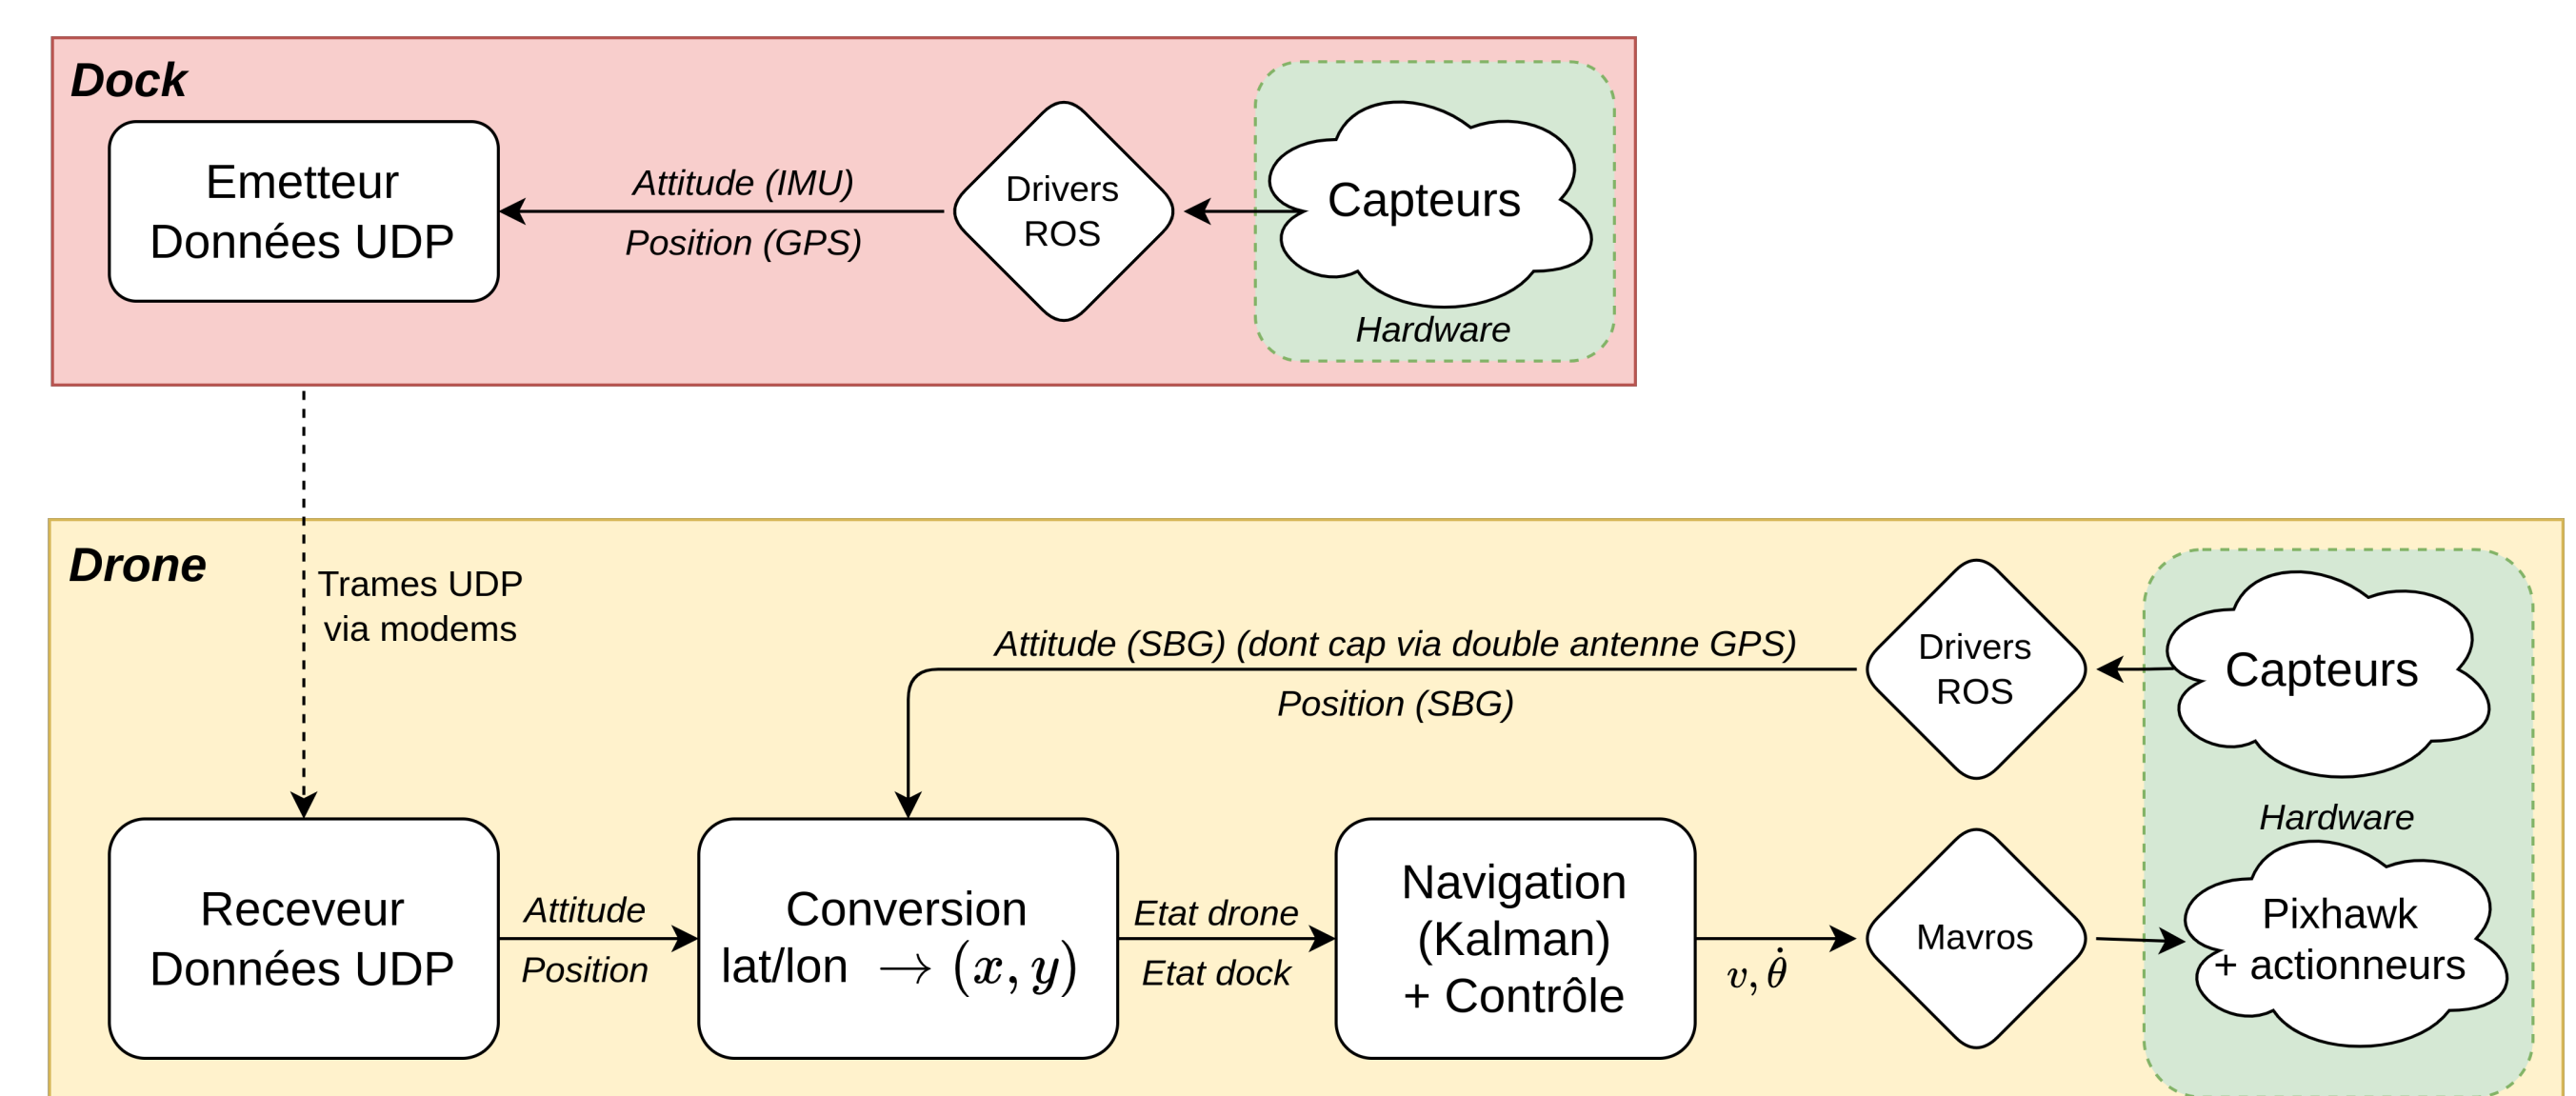 Dock
Emetteur
Données UDP
Attitude (IMU)
Position (GPS)
Drivers
ROS
Capteurs
Hardware
Drone
Trames UDP
via modems
Attitude (SBG) (dont cap via double antenne GPS)
Position (SBG)
Drivers
ROS
Capteurs
Hardware
Receveur
Données UDP
Attitude
Position
Conversion
lat/lon → (x, y)
Etat drone
Etat dock
Navigation
(Kalman)
+ Contrôle
v, θ̇
Mavros
Pixhawk
+ actionneurs